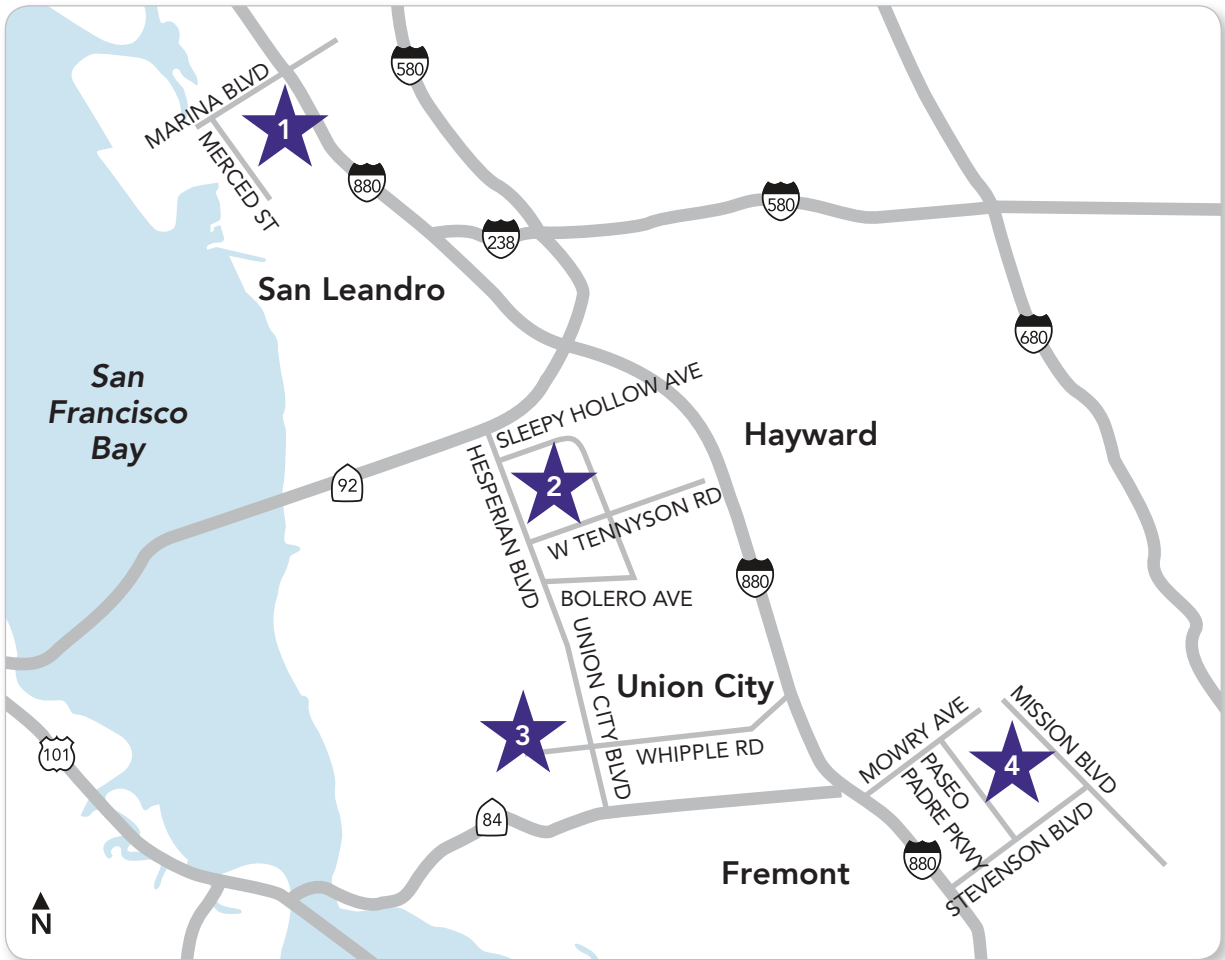 580
MARINA BLVD
1
MERCED ST
880
580
238
San Leandro
680
San
Francisco
Bay
SLEEPY HOLLOW AVE
Hayward
92
HESPERIAN BLVD
2
W TENNYSON RD
880
BOLERO AVE
UNION CITY BLVD
Union City
3
WHIPPLE RD
101
84
MOWRY AVE
MISSION BLVD
PASEO
PADRE PKWY
4
STEVENSON BLVD
880
Fremont
N